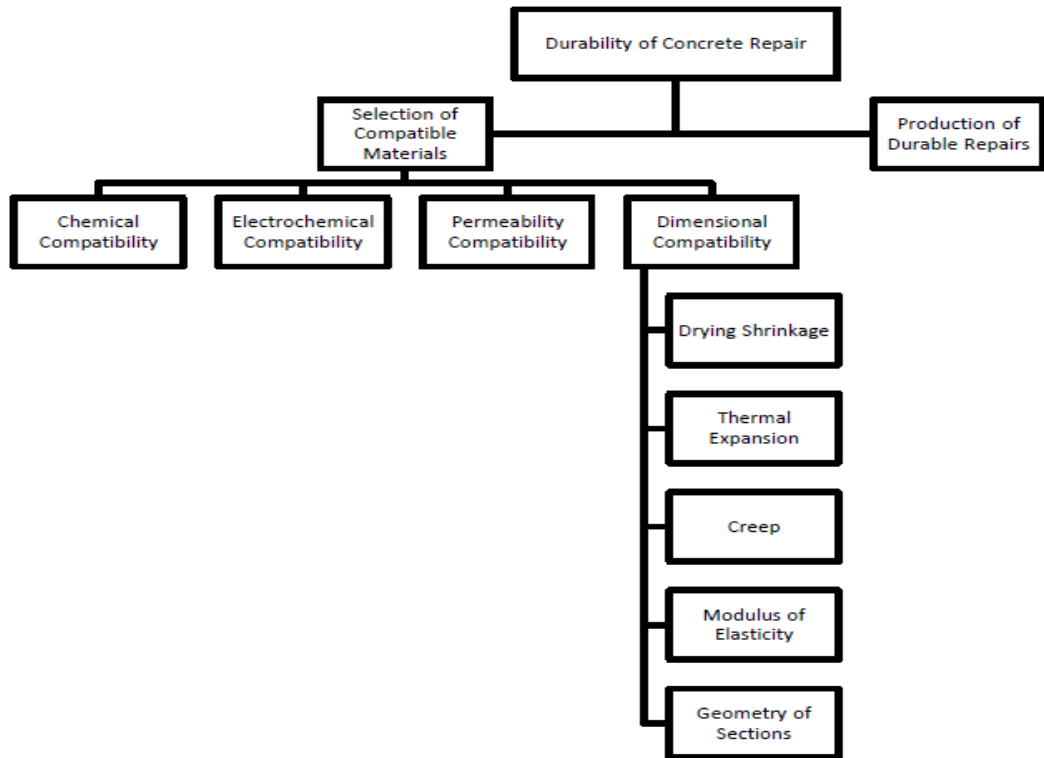 Durability of Concrete Repair
Selection of
Compatible
Materials
Production of
Durable Repairs
Chemical
Compatibility
Electrochemical
Compatibility
Permeability
Compatibility
Dimensional
Compatibility
Drying Shrinkage
Thermal
Expansion
Creep
Modulus of
Elasticity
Geometry of
Sections